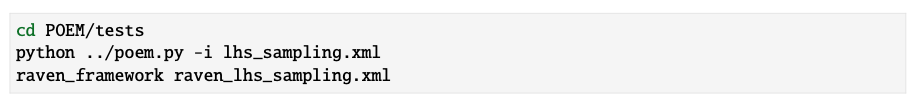 cd POEM/tests
python ../poem.py -i lhs_sampling.xml
raven_framework raven_lhs_sampling.xml